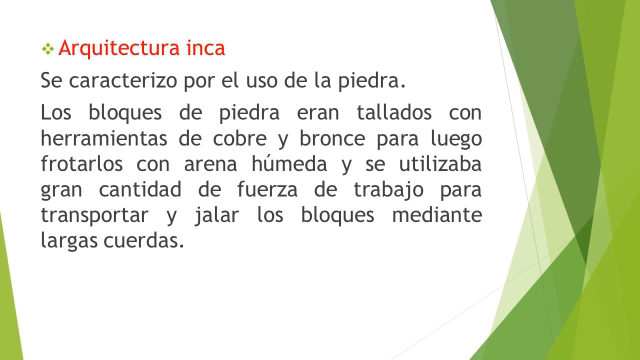 Arquitectura inca
Se caracterizo por el uso de la piedra.
Los bloques de piedra eran tallados con
herramientas de cobre y bronce para luego
frotarlos con arena húmeda y se utilizaba
gran cantidad de fuerza de trabajo para
transportar y jalar los bloques mediante
largas cuerdas.